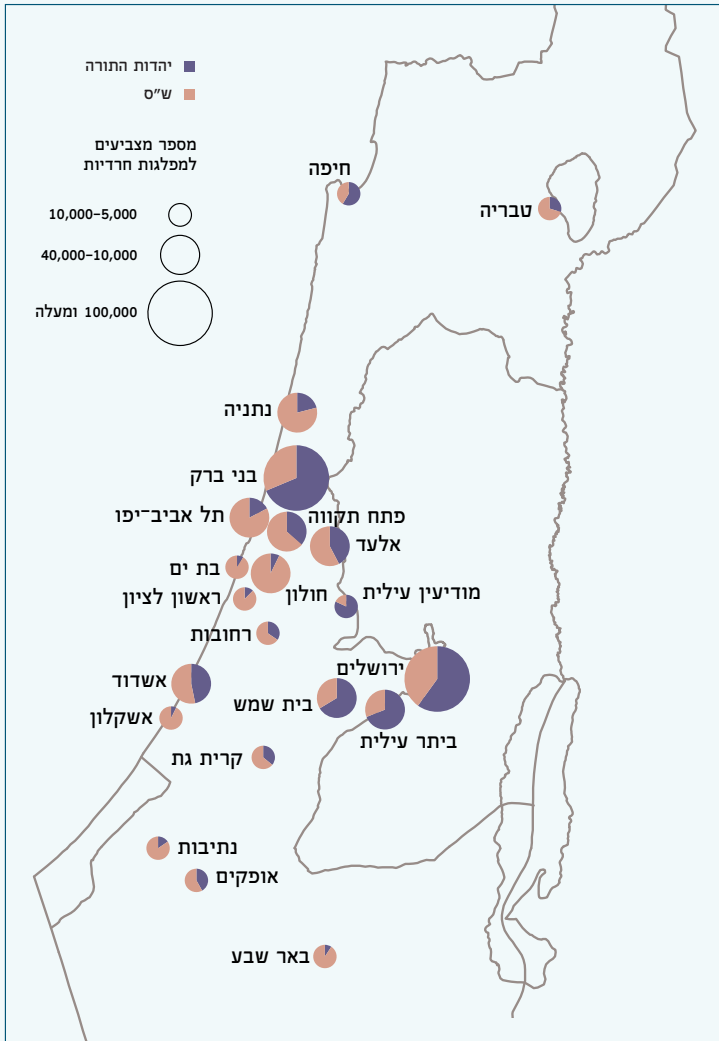 יהדות התורה
ש"ס
מספר מצביעים
למפלגות חרדיות
10,000–5,000
40,000–10,000
100,000 ומעלה
חיפה
טבריה
נתניה
בני ברק
תל אביב-יפו
פתח תקווה
אלעד
בת ים
חולון
מודיעין עילית
ראשון לציון
רחובות
ירושלים
אשדוד
בית שמש
אשקלון
ביתר עילית
קרית גת
נתיבות
אופקים
באר שבע